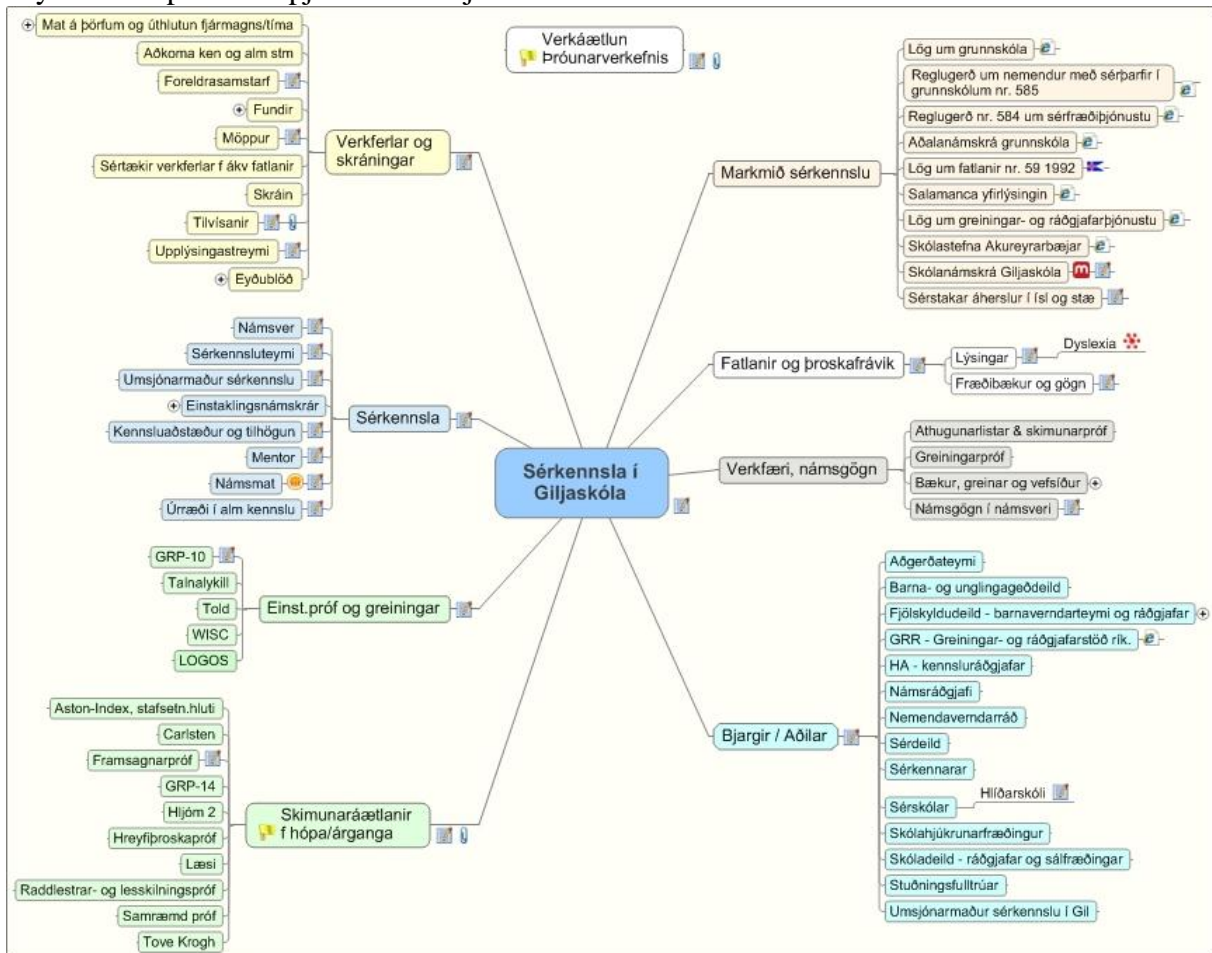 Verkáætlun
Þróunarverkefnis
Sérkennsla í
Giljaskóla
Verkferlar og
skráningar
Mat á þörfum og úthlutun fjármagns/tíma
Aðkoma ken og alm stm
Foreldrasamstarf
Fundir
Möppur
Sértækir verkferlar f ákv fatlanir
Skráin
Tilvísanir
Upplýsingastreymi
Eyðublöð
Sérkennsla
Námsver
Sérkennsluteymi
Umsjónarmaður sérkennslu
Einstaklingsnámskrár
Kennsluaðstæður og tilhögun
Mentor
Námsmat
Úrræði í alm kennslu
Einst.próf og greiningar
GRP-10
Talnalykill
Told
WISC
LOGOS
Skimunaráætlanir
f hópa/árganga
Aston-Index, stafsetn.hluti
Carlsten
Framsagnarpróf
GRP-14
Hljóm 2
Hreyfiþroskapróf
Læsi
Raddlestrar- og lesskilningspróf
Samræmd próf
Tove Krogh
Markmið sérkennslu
Lög um grunnskóla
Reglugerð um nemendur með sérþarfir í
grunnskólum nr. 585
Reglugerð nr. 584 um sérfræðiþjónustu
Aðalanámskrá grunnskóla
Lög um fatlanir nr. 59 1992
Salamanca yfirlýsingin
Lög um greiningar- og ráðgjafarþjónustu
Skólastefna Akureyrarbæjar
Skólanámskrá Giljaskóla
Sérstakar áherslur í ísl og stæ
Fatlanir og þroskafrávik
Lýsingar
Dyslexia
Fræðibækur og gögn
Verkfæri, námsgögn
Athugunarlistar & skimunarpróf
Greiningarpróf
Bækur, greinar og vefsíður
Námsgögn í námsveri
Bjargir / Aðilar
Aðgerðateymi
Barna- og unglingageðdeild
Fjölskyldudeild - barnaverndarteymi og ráðgjafar
GRR - Greiningar- og ráðgjafarstöð rík.
HA - kennsluráðgjafar
Námsráðgjafi
Nemendaverndarráð
Sérdeild
Sérkennarar
Sérskólar
Hlíðarskóli
Skólahjúkrunarfræðingur
Skóladeild - ráðgjafar og sálfræðingar
Stuðningsfulltrúar
Umsjónarmaður sérkennslu í Gil